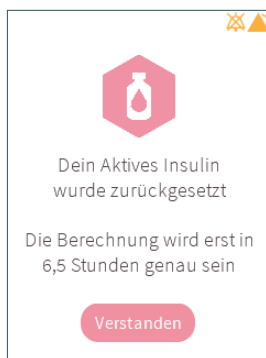 Dein Aktives Insulin
wurde zurückgesetzt
Die Berechnung wird erst in
6,5 Stunden genau sein
Verstanden